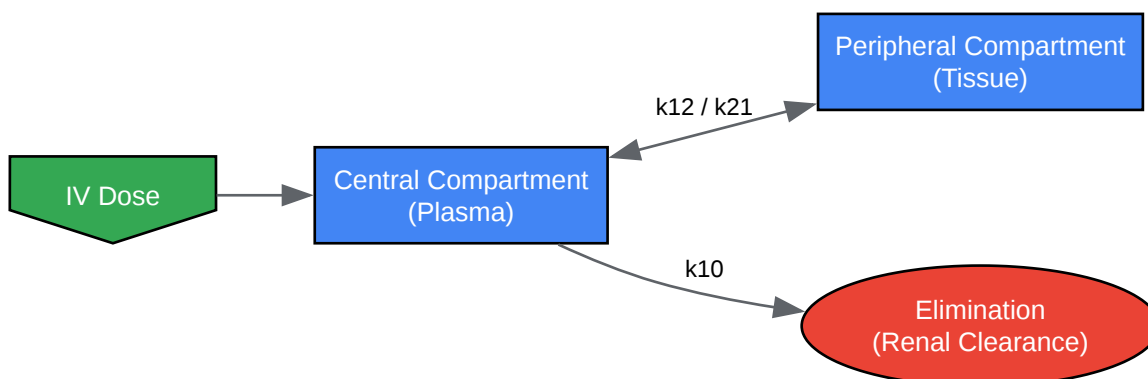 IV Dose
Central Compartment
(Plasma)
k12 / k21
Peripheral Compartment
(Tissue)
k10
Elimination
(Renal Clearance)